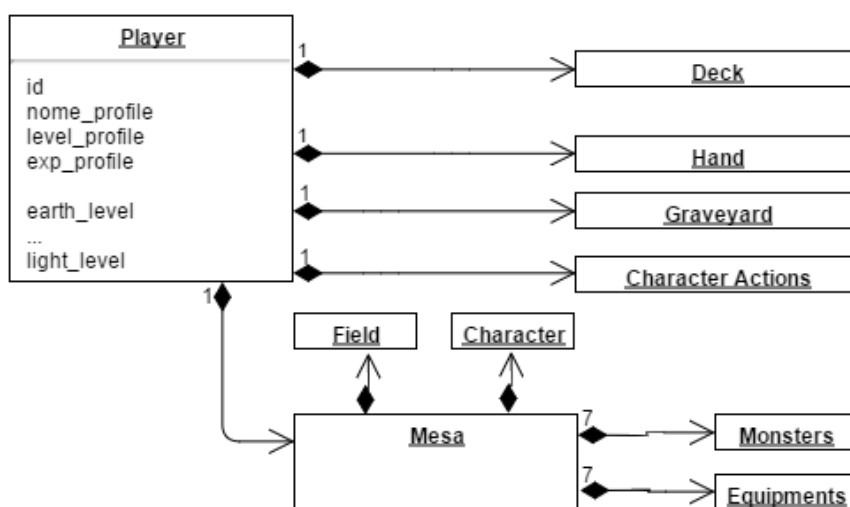 Player
id
nome_profile
level_profile
exp_profile
earth_level
...
light_level
1
Deck
1
Hand
1
Graveyard
1
Character Actions
1
Field
Character
Mesa
7
Monsters
7
Equipments